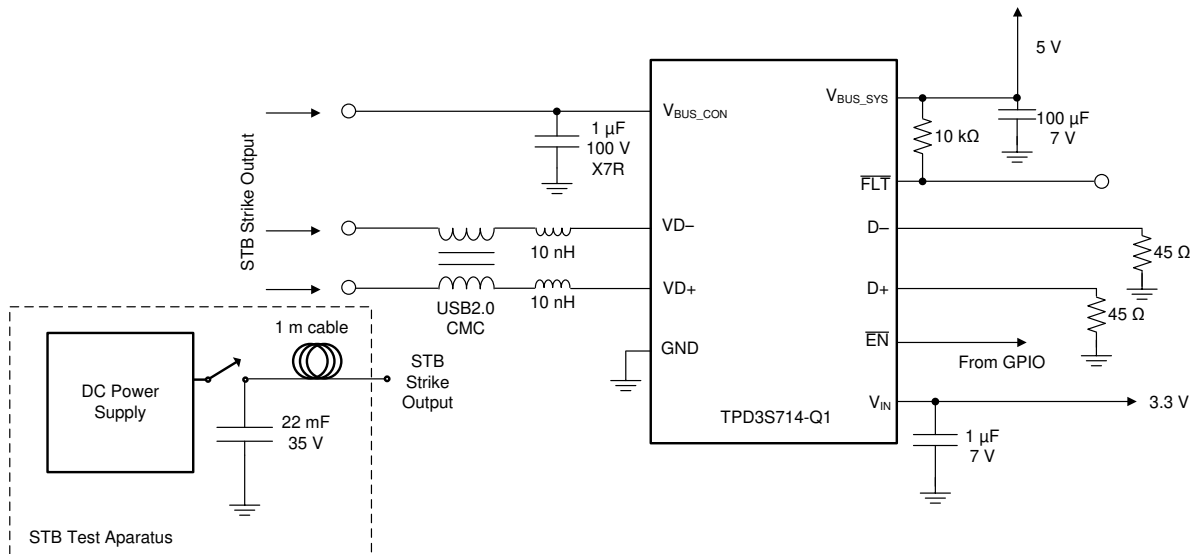 5 V
V_BUS_CON
V_BUS_SYS
1 µF
100 V
X7R
100 µF
7 V
10 kΩ
STB Strike Output
FLT
VD–
D–
10 nH
45 Ω
VD+
D+
10 nH
USB2.0
CMC
45 Ω
1 m cable
EN
GND
From GPIO
STB
Strike
Output
DC Power
Supply
V_IN
3.3 V
TPD3S714-Q1
22 mF
35 V
1 µF
7 V
STB Test Apparatus